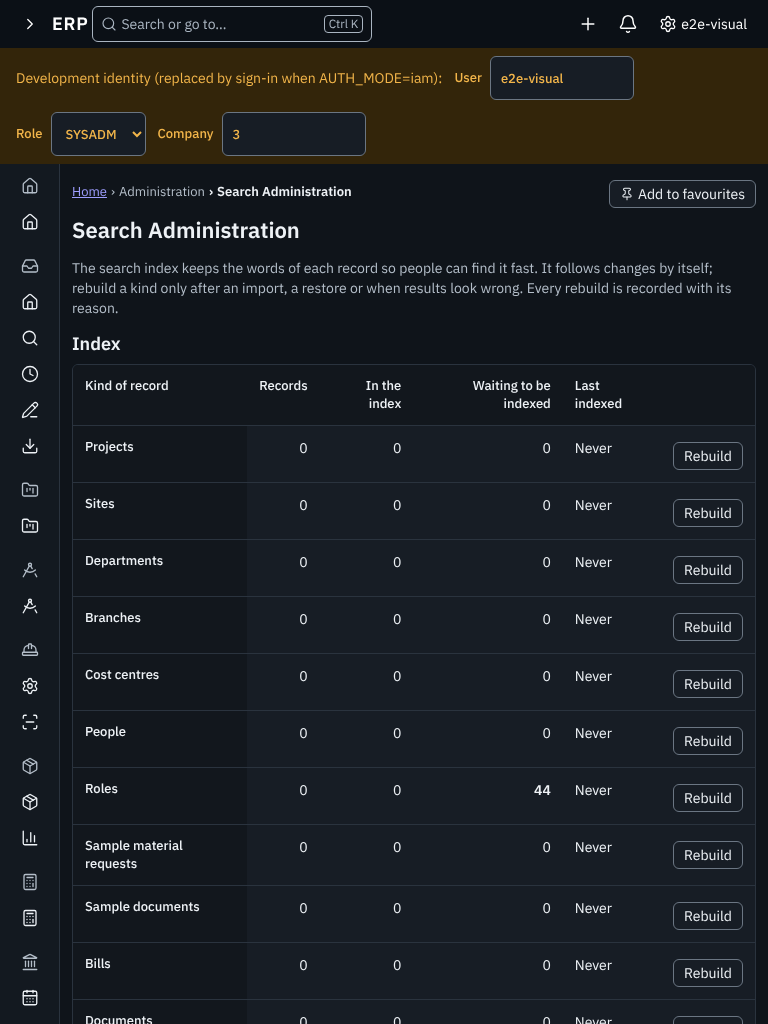 ERP
Search or go to... Ctrl K
e2e-visual
Development identity (replaced by sign-in when AUTH_MODE=iam): User e2e-visual
Role SYSADM Company 3
Home › Administration › Search Administration
Add to favourites
Search Administration
The search index keeps the words of each record so people can find it fast. It follows changes by itself;
rebuild a kind only after an import, a restore or when results look wrong. Every rebuild is recorded with its
reason.
Index
Kind of record Records In the index Waiting to be indexed Last indexed
Projects 0 0 0 Never Rebuild
Sites 0 0 0 Never Rebuild
Departments 0 0 0 Never Rebuild
Branches 0 0 0 Never Rebuild
Cost centres 0 0 0 Never Rebuild
People 0 0 0 Never Rebuild
Roles 0 0 44 Never Rebuild
Sample material requests 0 0 0 Never Rebuild
Sample documents 0 0 0 Never Rebuild
Bills 0 0 0 Never Rebuild
Documents 0 0 0 Never